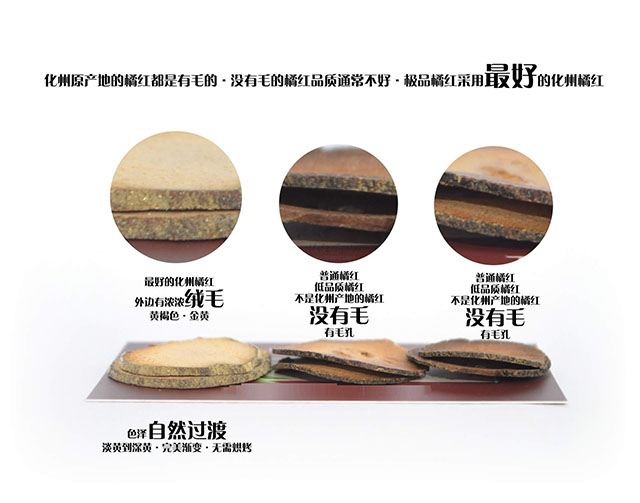 化州原产地的橘红都是有毛的·没有毛的橘红品质通常不好·极品橘红采用最好的化州橘红
最好的化州橘红
外边有浓浓绒毛
黄褐色·金黄
普通橘红
低品质橘红
不是化州产地的橘红
没有毛
有毛孔
普通橘红
低品质橘红
不是化州产地的橘红
没有毛
有毛孔
色泽自然过渡
淡黄到深黄·完美渐变·无需烘烤